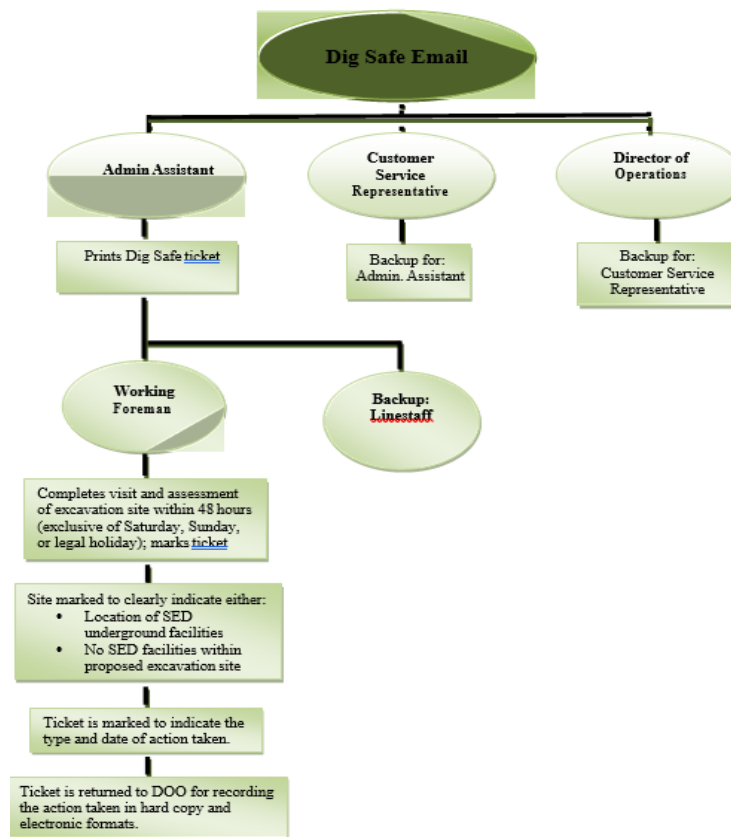 Dig Safe Email
Admin Assistant
Customer
Service
Representative
Director of
Operations
Prints Dig Safe ticket
Backup for:
Admin. Assistant
Backup for:
Customer Service
Representative
Working
Foreman
Backup:
Linestaff
Completes visit and assessment
of excavation site within 48 hours
(exclusive of Saturday, Sunday,
or legal holiday); marks ticket
Site marked to clearly indicate either:
• Location of SED
underground facilities
• No SED facilities within
proposed excavation site
Ticket is marked to indicate the
type and date of action taken.
Ticket is returned to DOO for recording
the action taken in hard copy and
electronic formats.